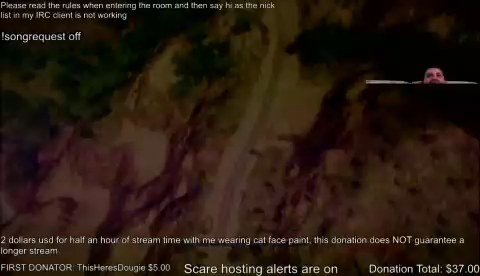 Please read the rules when entering the room and then say hi as the nick
list in my IRC client is not working
!songrequest off
2 dollars usd for half an hour of stream time with me wearing cat face paint, this donation does NOT guarantee a
longer stream
FIRST DONATOR: ThisHeresDougie $5.00
Scare hosting alerts are on
Donation Total: $37.00